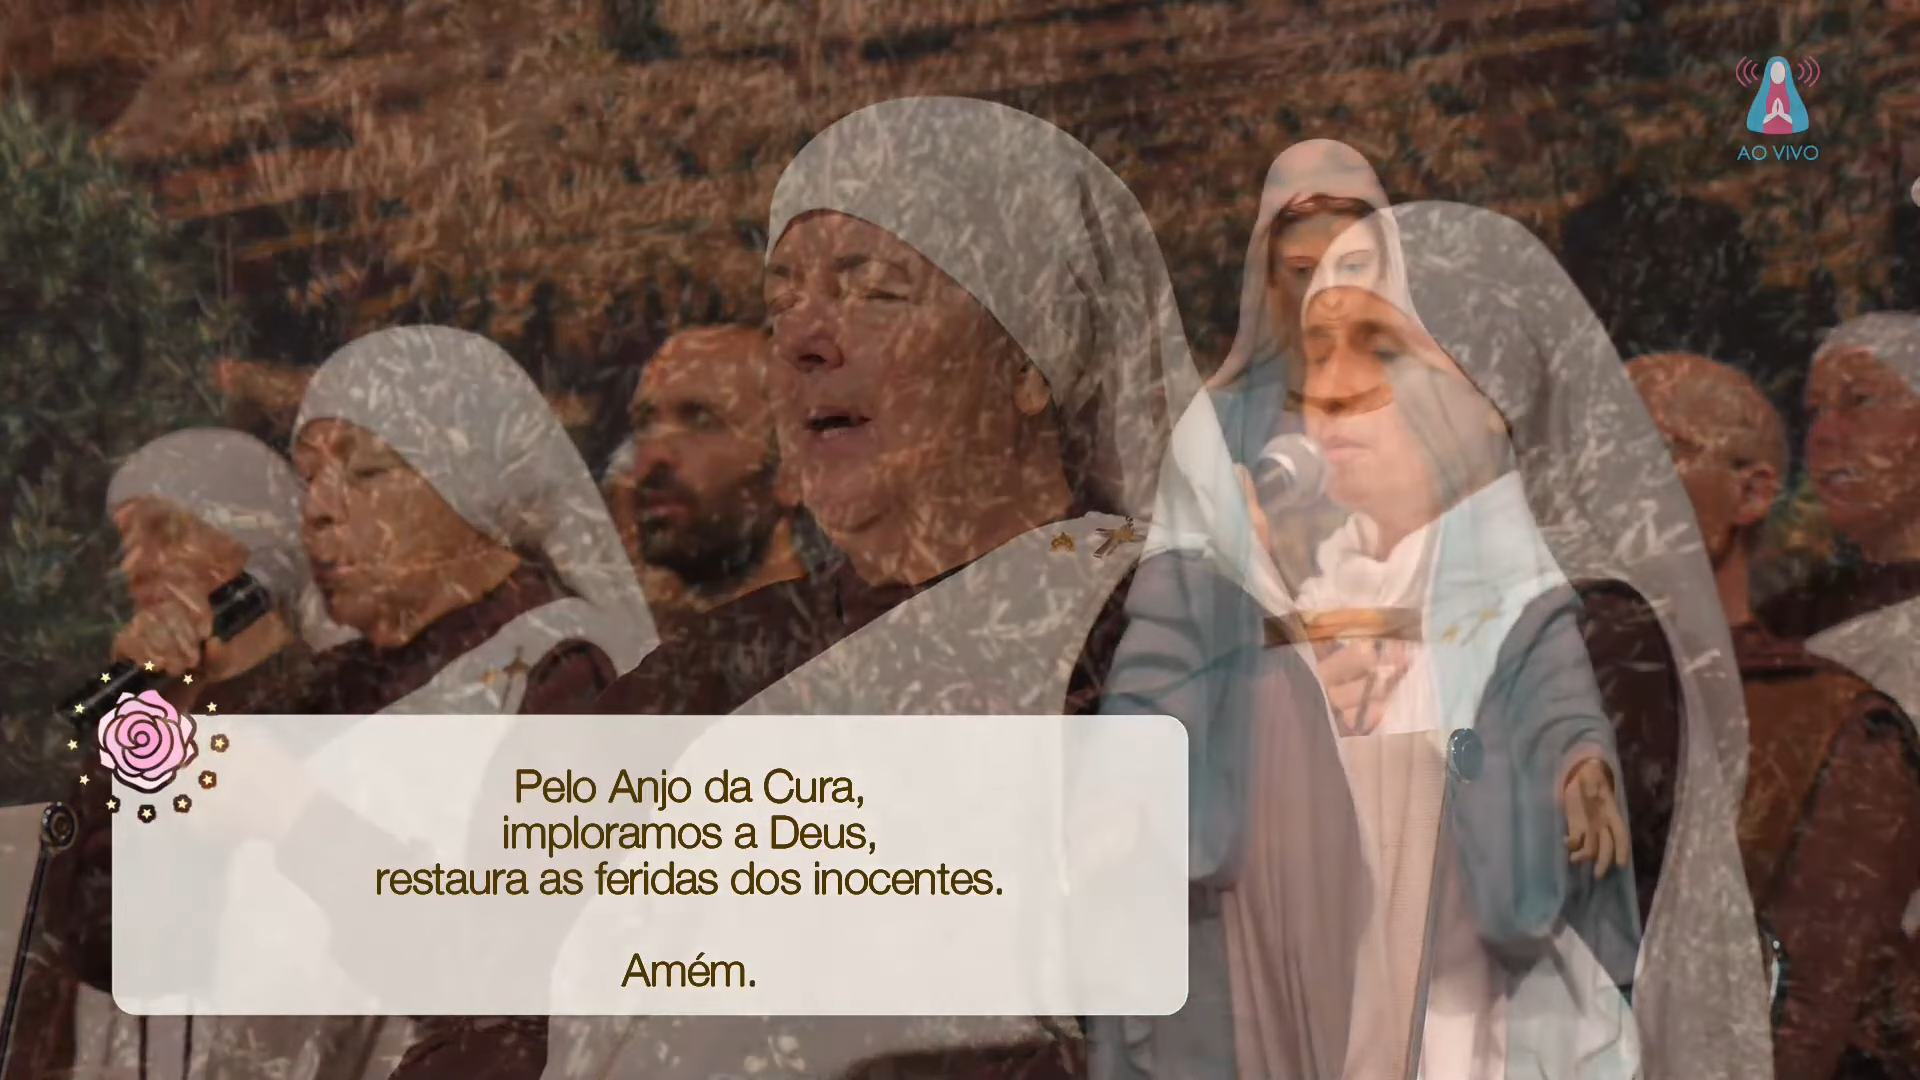 AO VIVO
Pelo Anjo da Cura,
imploramos a Deus,
restaura as feridas dos inocentes.
Amém.